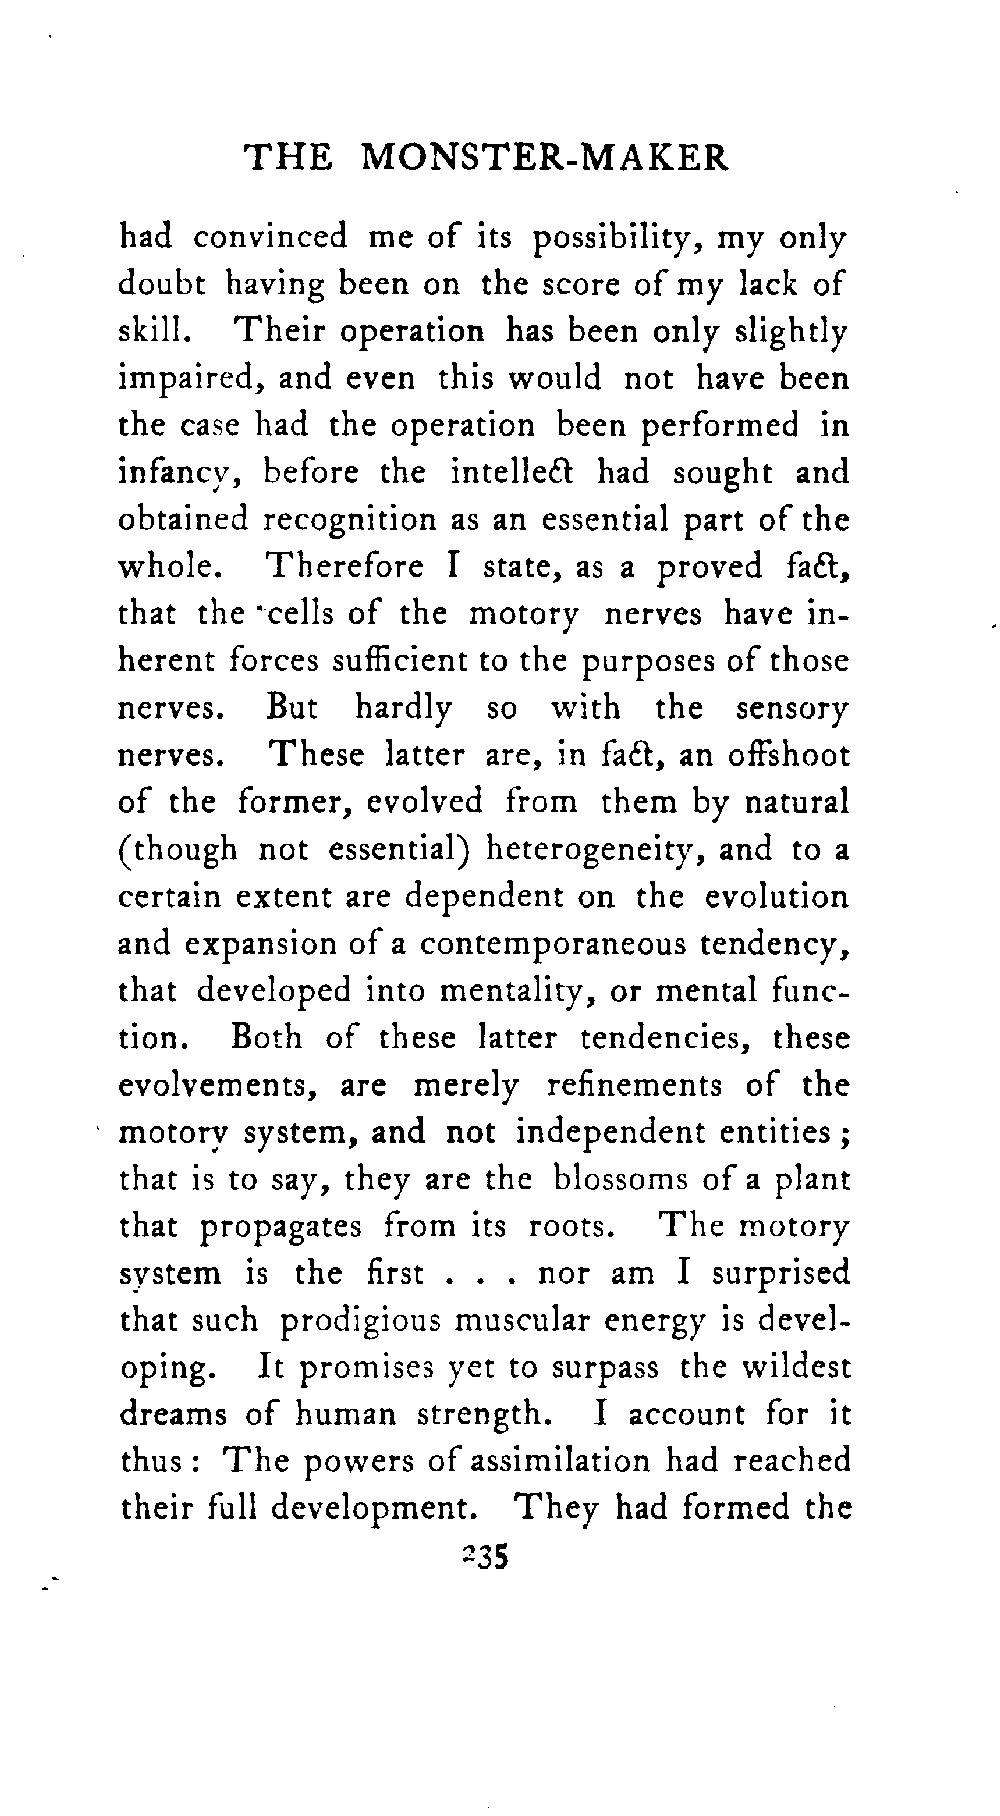 THE MONSTER-MAKER
had convinced me of its possibility, my only
doubt having been on the score of my lack of
skill. Their operation has been only slightly
impaired, and even this would not have been
the case had the operation been performed in
infancy, before the intellect had sought and
obtained recognition as an essential part of the
whole. Therefore I state, as a proved fact,
that the cells of the motory nerves have in-
herent forces sufficient to the purposes of those
nerves. But hardly so with the sensory
nerves. These latter are, in fact, an offshoot
of the former, evolved from them by natural
(though not essential) heterogeneity, and to a
certain extent are dependent on the evolution
and expansion of a contemporaneous tendency,
that developed into mentality, or mental func-
tion. Both of these latter tendencies, these
evolvements, are merely refinements of the
motory system, and not independent entities ;
that is to say, they are the blossoms of a plant
that propagates from its roots. The motory
system is the first . . . nor am I surprised
that such prodigious muscular energy is devel-
oping. It promises yet to surpass the wildest
dreams of human strength. I account for it
thus : The powers of assimilation had reached
their full development. They had formed the
235